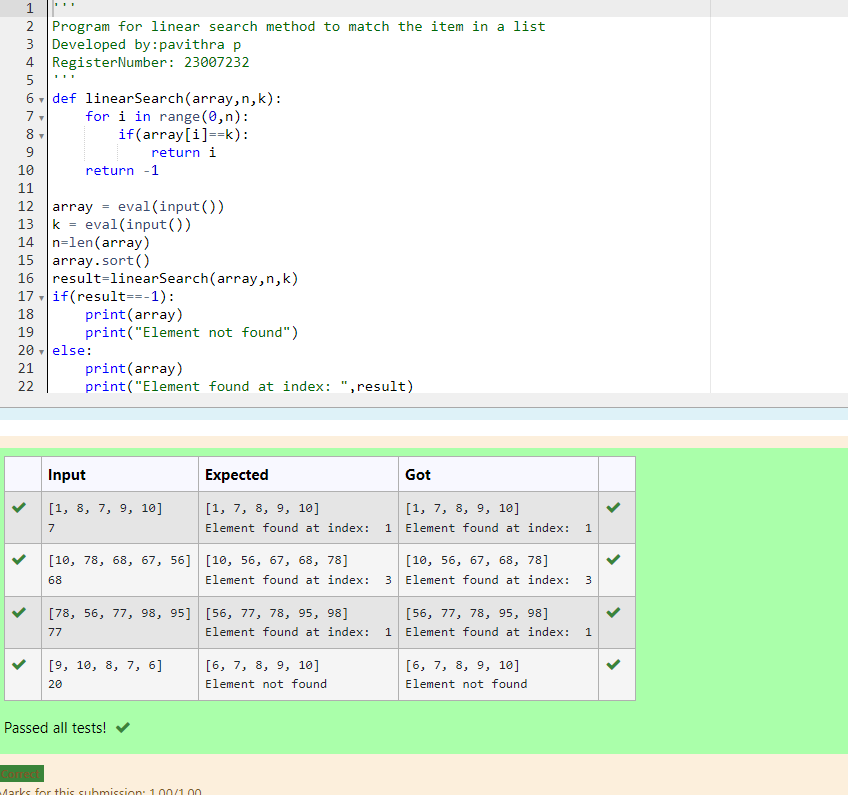 1 '''
2 Program for linear search method to match the item in a list
3 Developed by:pavithra p
4 RegisterNumber: 23007232
5 '''
6 def linearSearch(array,n,k):
7     for i in range(0,n):
8         if(array[i]==k):
9             return i
10     return -1
11
12 array = eval(input())
13 k = eval(input())
14 n=len(array)
15 array.sort()
16 result=linearSearch(array,n,k)
17 if(result==-1):
18     print(array)
19     print("Element not found")
20 else:
21     print(array)
22     print("Element found at index: ",result)
Input Expected Got
[1, 8, 7, 9, 10] [1, 7, 8, 9, 10] [1, 7, 8, 9, 10]
7 Element found at index:  1 Element found at index:  1
[10, 78, 68, 67, 56] [10, 56, 67, 68, 78] [10, 56, 67, 68, 78]
68 Element found at index:  3 Element found at index:  3
[78, 56, 77, 98, 95] [56, 77, 78, 95, 98] [56, 77, 78, 95, 98]
77 Element found at index:  1 Element found at index:  1
[9, 10, 8, 7, 6] [6, 7, 8, 9, 10] [6, 7, 8, 9, 10]
20 Element not found Element not found
Passed all tests!
Correct
Marks for this submission: 1.00/1.00.